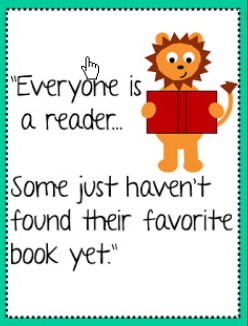 "Everyone is
a reader...
Some just haven't
found their favorite
book yet."